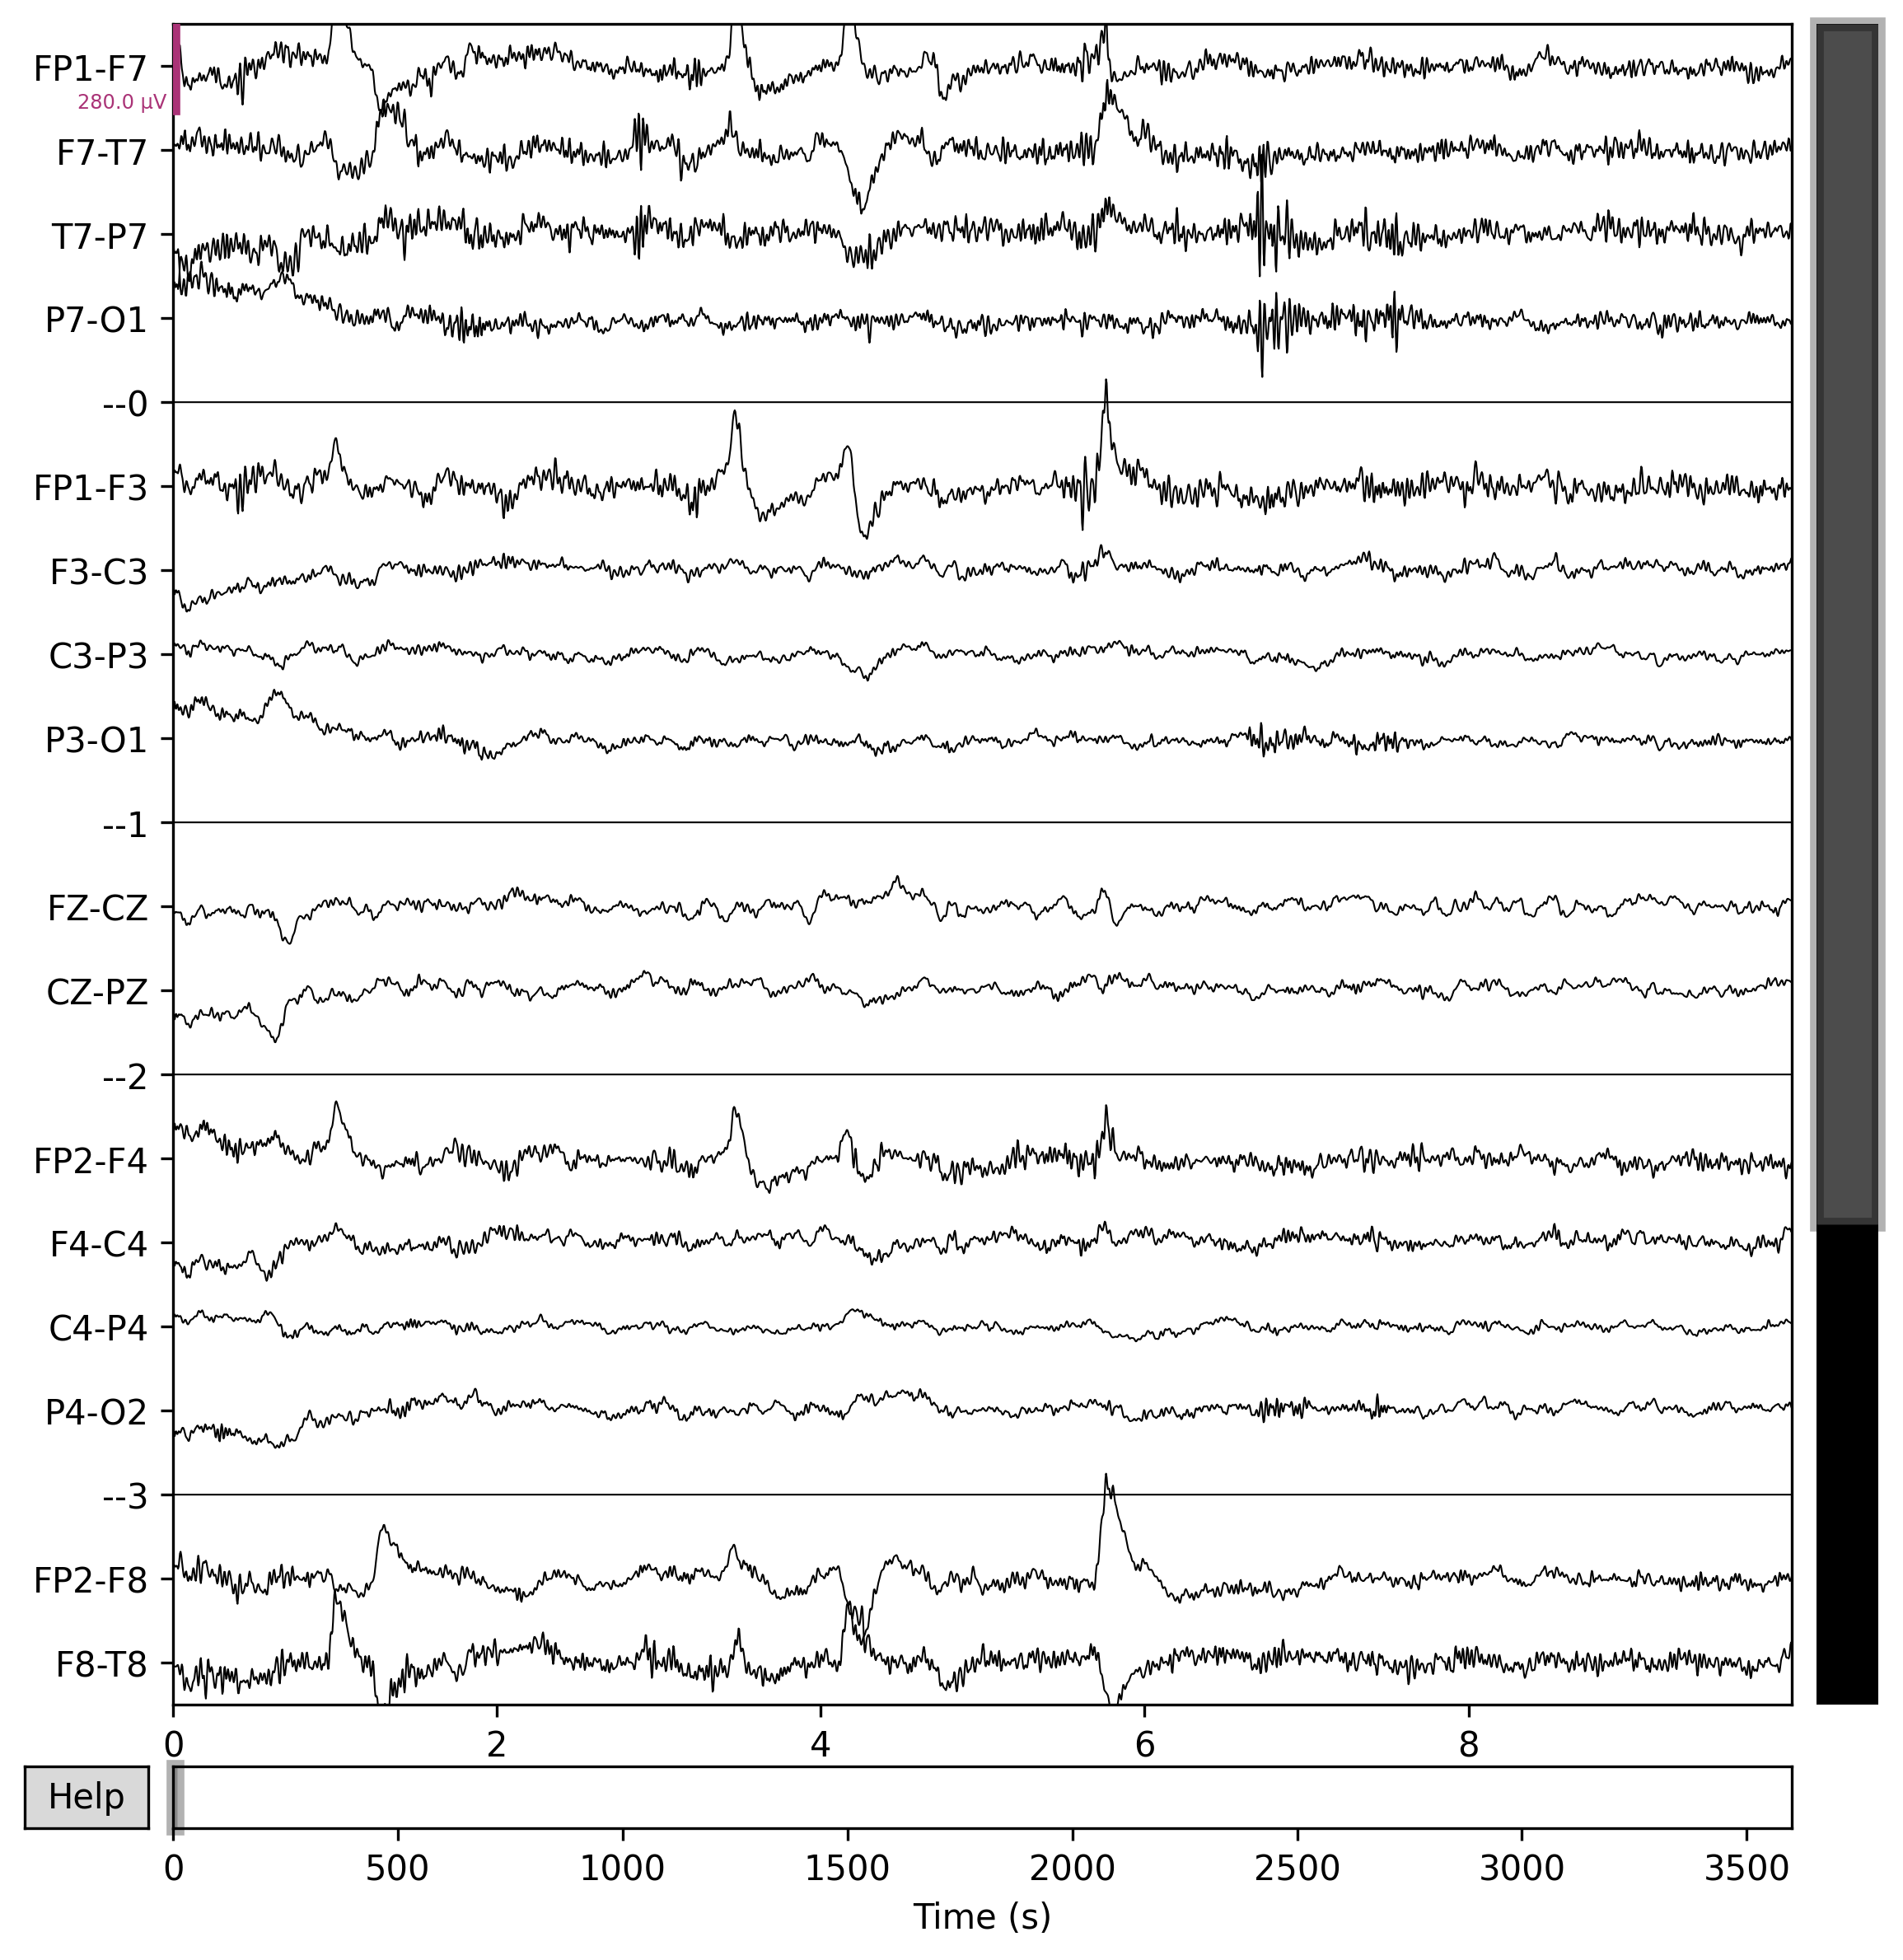 FP1-F7
280.0 µV
F7-T7
T7-P7
P7-O1
--0
FP1-F3
F3-C3
C3-P3
P3-O1
--1
FZ-CZ
CZ-PZ
--2
FP2-F4
F4-C4
C4-P4
P4-O2
--3
FP2-F8
F8-T8
0 2 4 6 8
Help
0 500 1000 1500 2000 2500 3000 3500
Time (s)